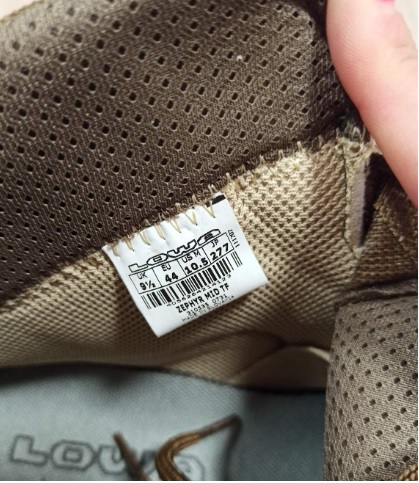 LOWA
UK EU US M JP
9½ 44 10.5 277
ZEPHYR MID TF
LOWA